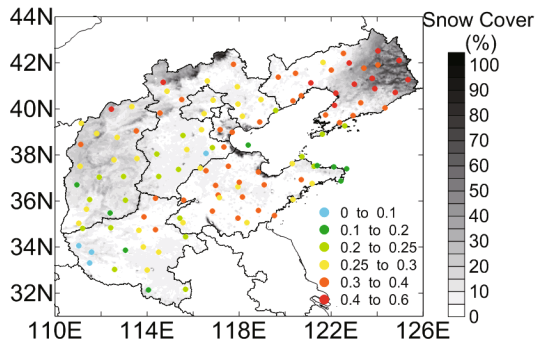 44N
42N
40N
38N
36N
34N
32N
110E
114E
118E
122E
126E
0 to 0.1
0.1 to 0.2
0.2 to 0.25
0.25 to 0.3
0.3 to 0.4
0.4 to 0.6
Snow Cover
(%)
100
90
80
70
60
50
40
30
20
10
0